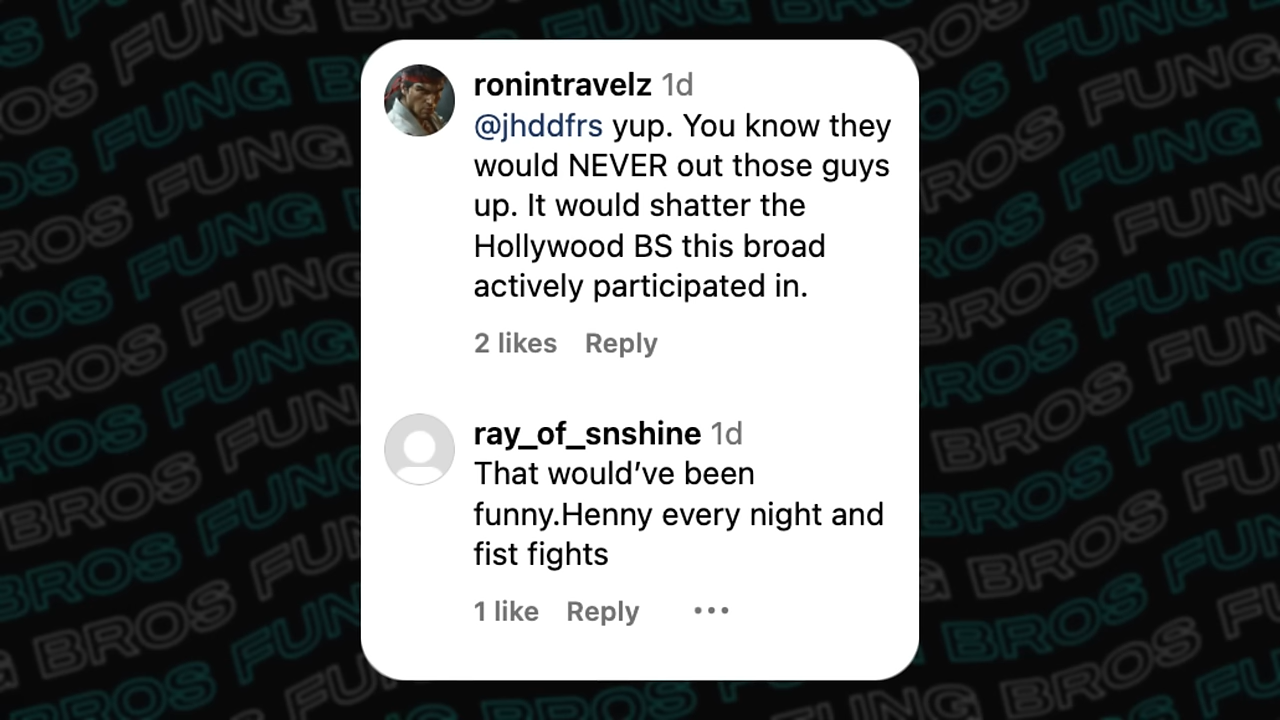 ronintravelz 1d
@jhddfrs yup. You know they
would NEVER out those guys
up. It would shatter the
Hollywood BS this broad
actively participated in.
2 likes Reply
ray_of_snshine 1d
That would’ve been
funny.Henny every night and
fist fights
1 like Reply •••
FUNG BROS